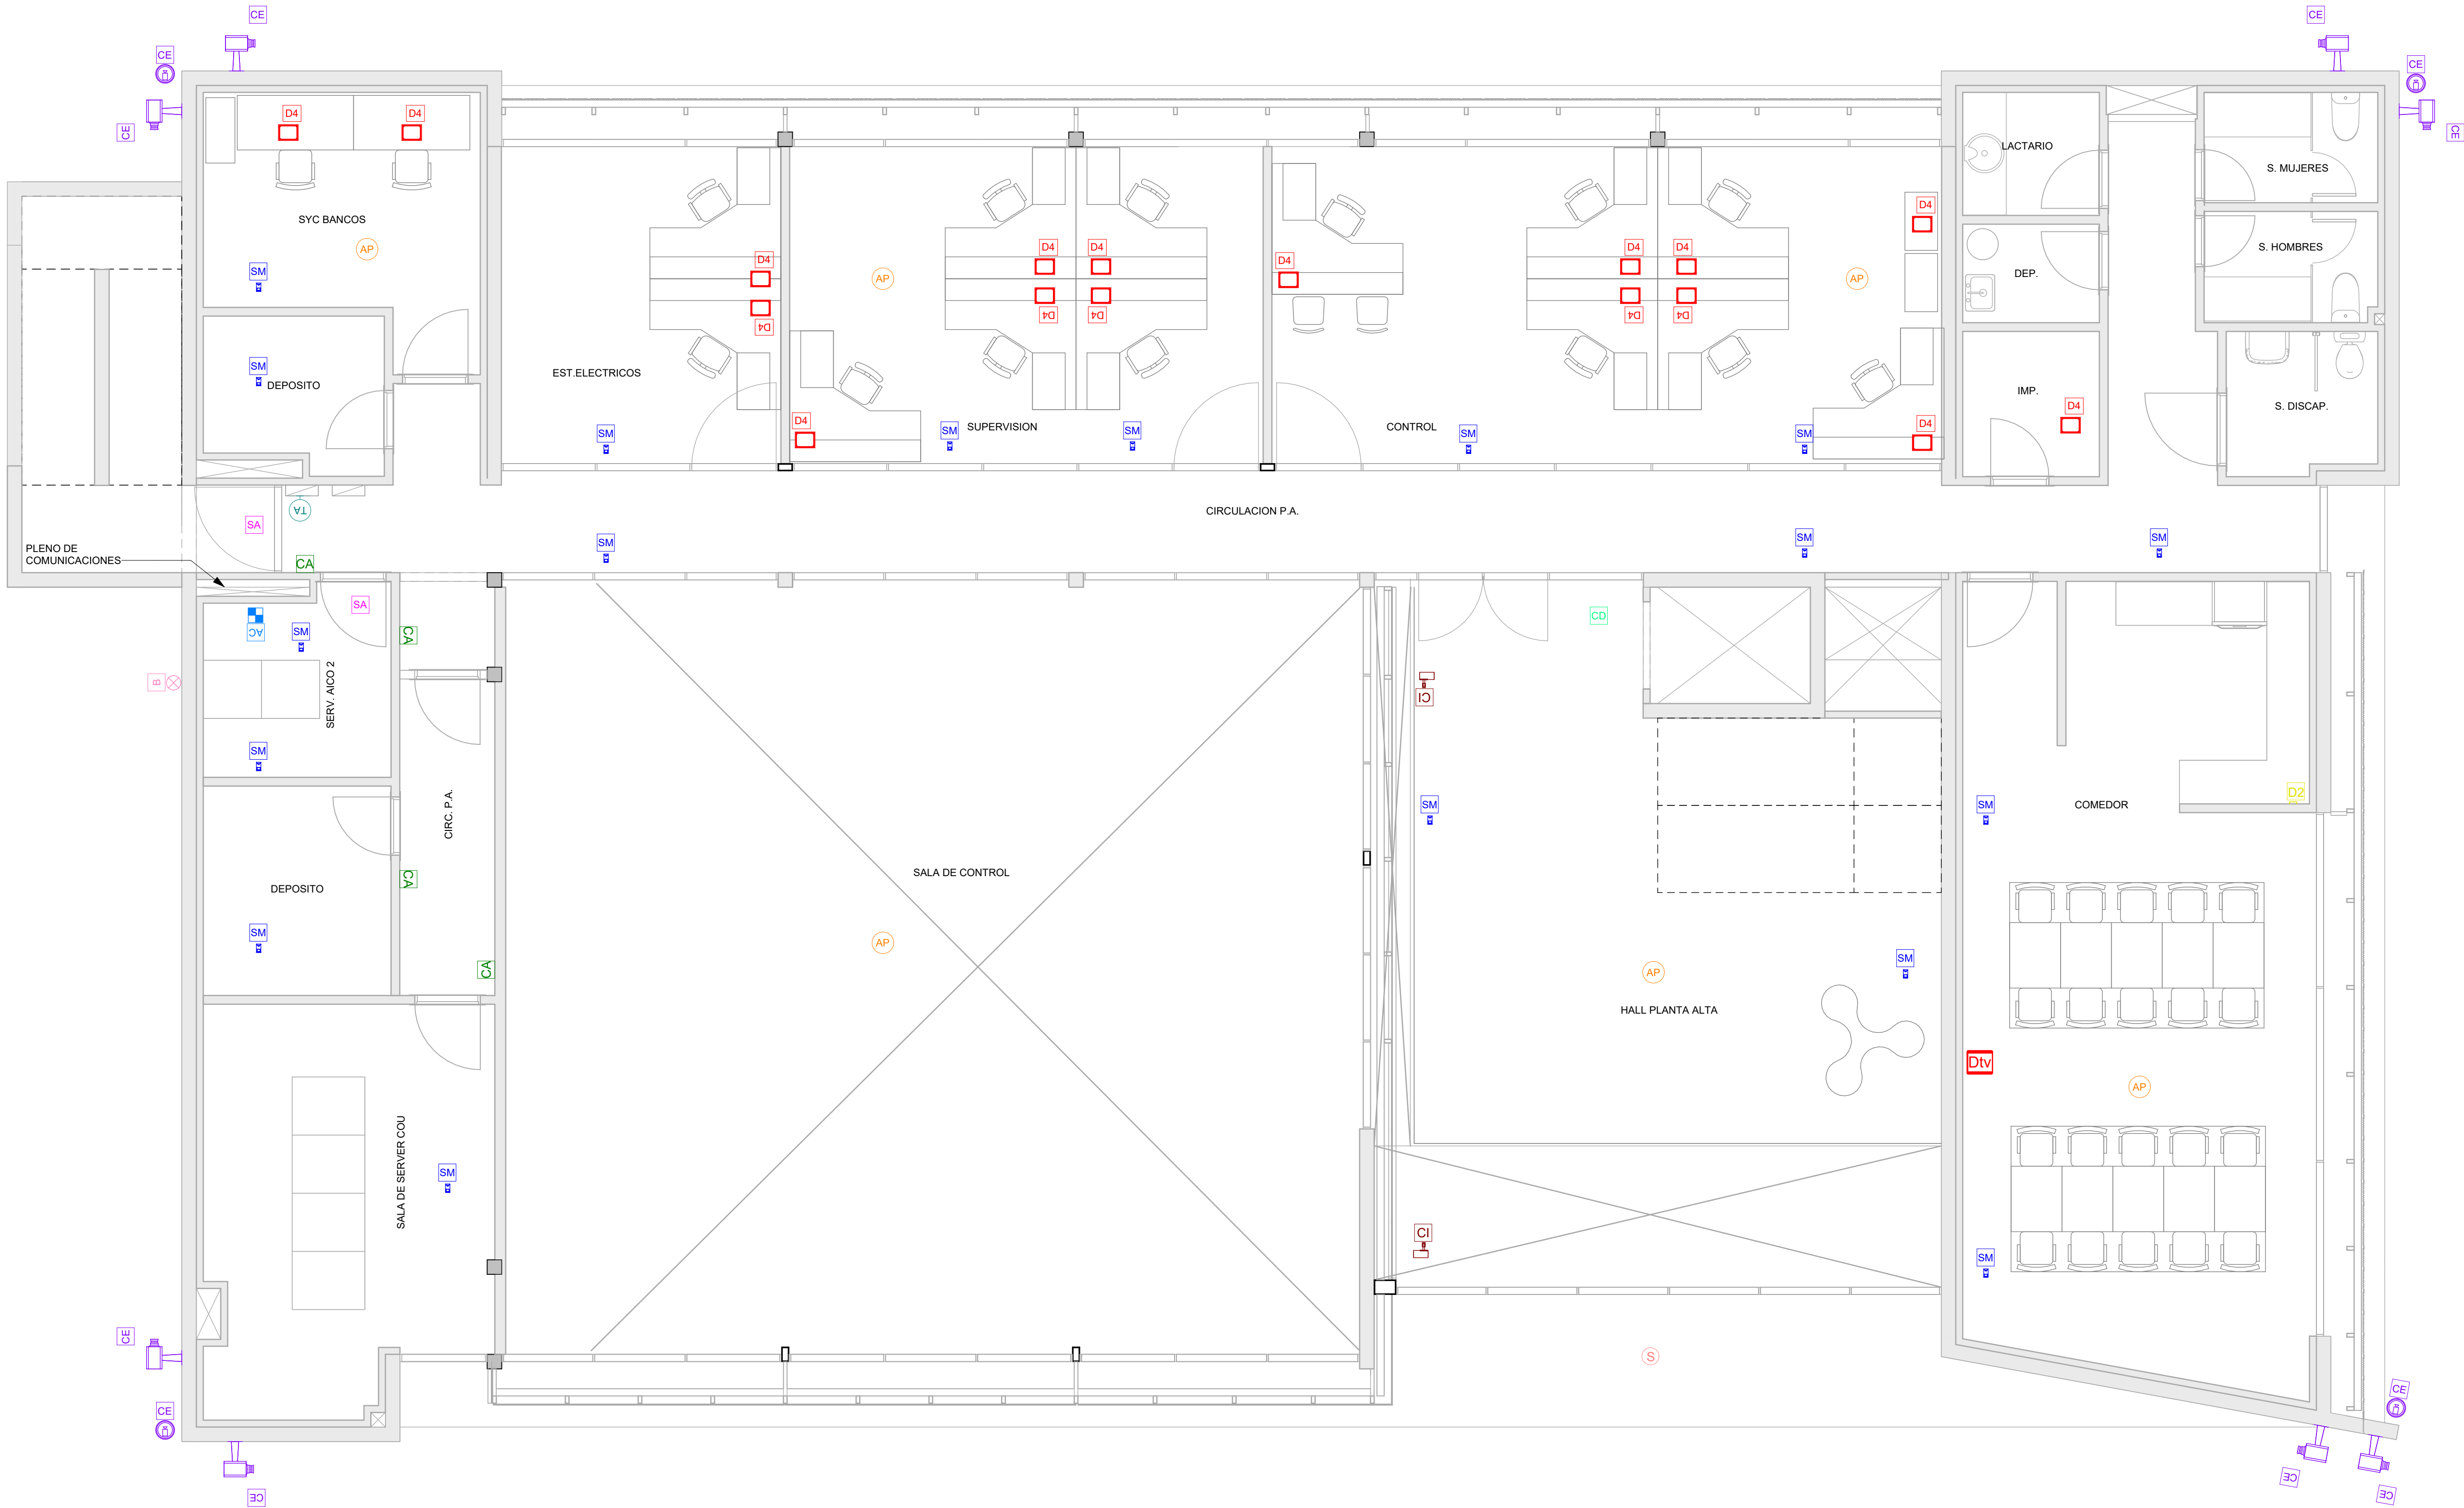 CE
CE
CE
CE
CE
CE
D4
D4
LACTARIO
S. MUJERES
SYC BANCOS
D4
AP
D4
D4
D4
D4
S. HOMBRES
D4
D4
SM
AP
AP
DEP.
D4
D4
D4
D4
D4
SM
DEPOSITO
EST.ELECTRICOS
IMP.
D4
S. DISCAP.
D4
SM
SM
SUPERVISION
SM
CONTROL
SM
SM
D4
TA
CIRCULACION P.A.
SA
SM
SM
SM
PLENO DE
COMUNICACIONES
CA
SA
AC
SM
CA
CD
B
SERV. AICO 2
CI
SM
D2
CIRC. P.A.
SM
SM
COMEDOR
SALA DE CONTROL
CA
DEPOSITO
SM
AP
SM
CA
AP
HALL PLANTA ALTA
Dtv
AP
SALA DE SERVER COU
SM
CI
SM
CE
S
CE
CE
CE
CE
CE